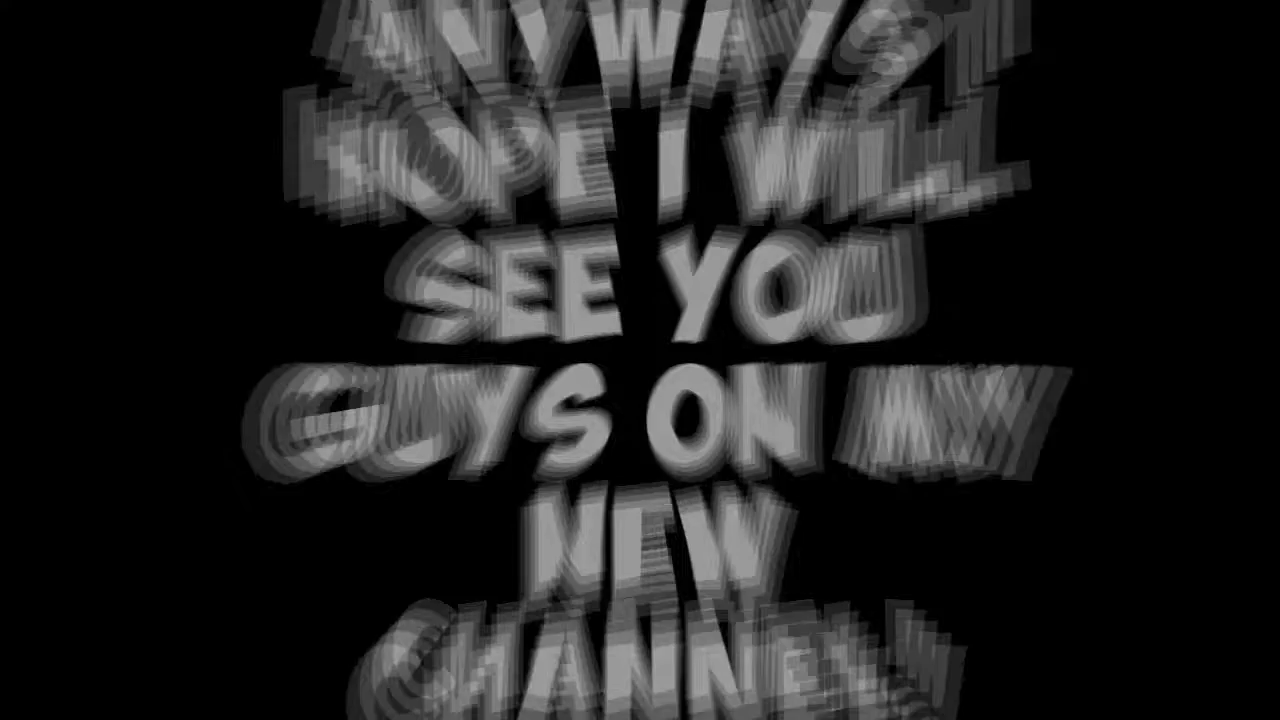 ANYWAYS I
HOPE I WILL
SEE YOU
GUYS ON MY
NEW
CHANNEL